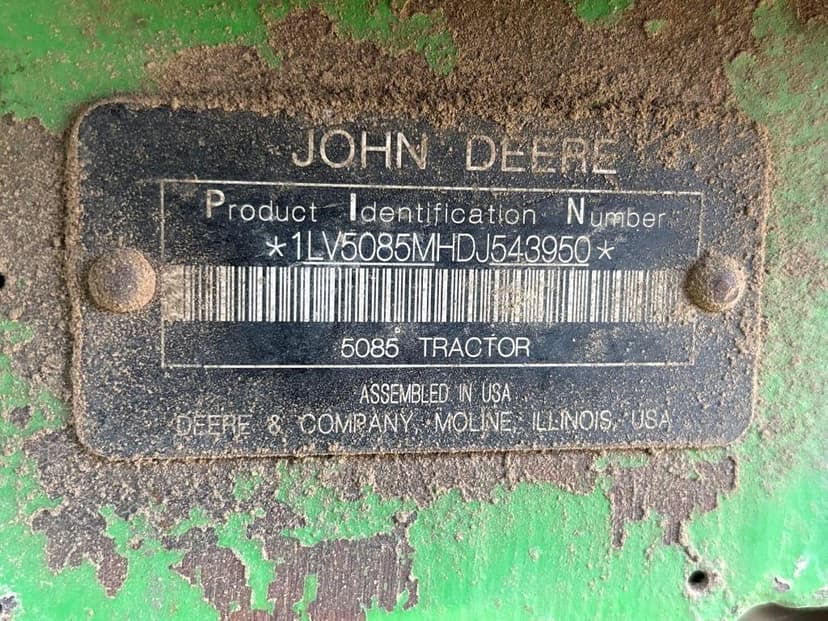 JOHN DEERE
Product Identification Number
*1LV5085MHDJ543950*
5085 TRACTOR
ASSEMBLED IN USA
DEERE & COMPANY, MOLINE, ILLINOIS, USA